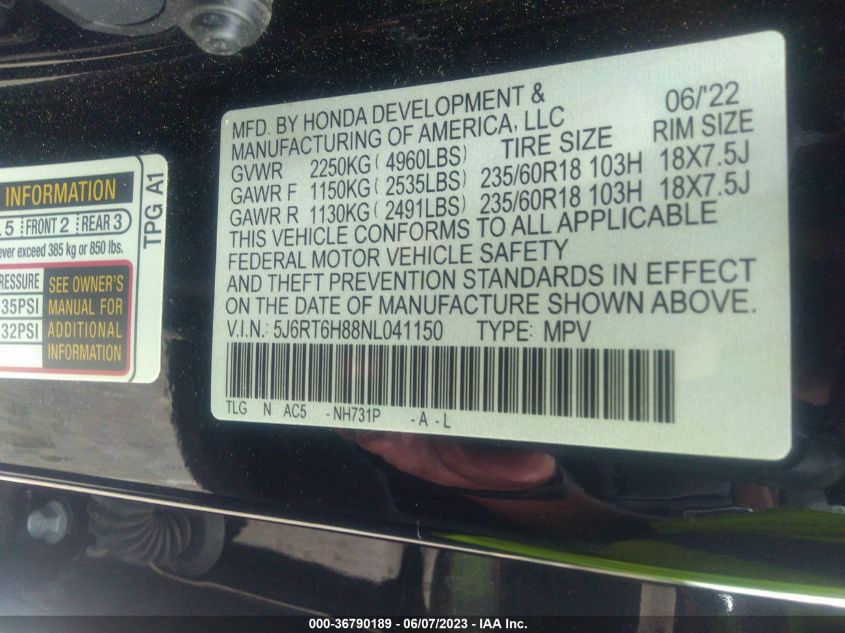 INFORMATION
5 FRONT 2 REAR 3
ever exceed 385 kg or 850 lbs.
RESSURE
35PSI
32PSI
SEE OWNER'S
MANUAL FOR
ADDITIONAL
INFORMATION
TPG A1
MFD. BY HONDA DEVELOPMENT & 06/'22
MANUFACTURING OF AMERICA, LLC TIRE SIZE RIM SIZE
GVWR 2250KG ( 4960LBS)
GAWR F 1150KG ( 2535LBS) 235/60R18 103H 18X7.5J
GAWR R 1130KG ( 2491LBS) 235/60R18 103H 18X7.5J
THIS VEHICLE CONFORMS TO ALL APPLICABLE
FEDERAL MOTOR VEHICLE SAFETY
AND THEFT PREVENTION STANDARDS IN EFFECT
ON THE DATE OF MANUFACTURE SHOWN ABOVE.
V.I.N.: 5J6RT6H88NL041150 TYPE: MPV
TLG N AC5 - NH731P - A - L
000-36790189 - 06/07/2023 - IAA Inc.